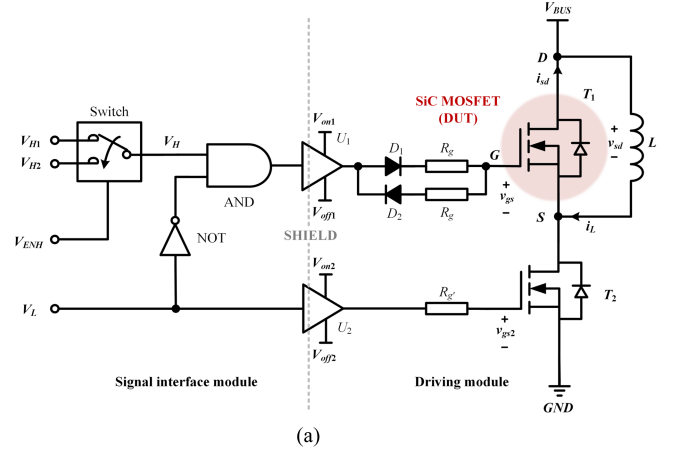 V_BUS
D
i_sd
SiC MOSFET
(DUT)
T_1
Switch
V_on1
U_1
V_H1
V_H2
V_H
D_1
R_g
G
+
v_sd
−
L
AND
D_2
R_g
+
v_gs
−
V_off1
S
i_L
V_ENH
NOT
SHIELD
V_on2
V_L
U_2
R_g'
T_2
+
v_gs2
−
V_off2
Signal interface module
Driving module
GND
(a)